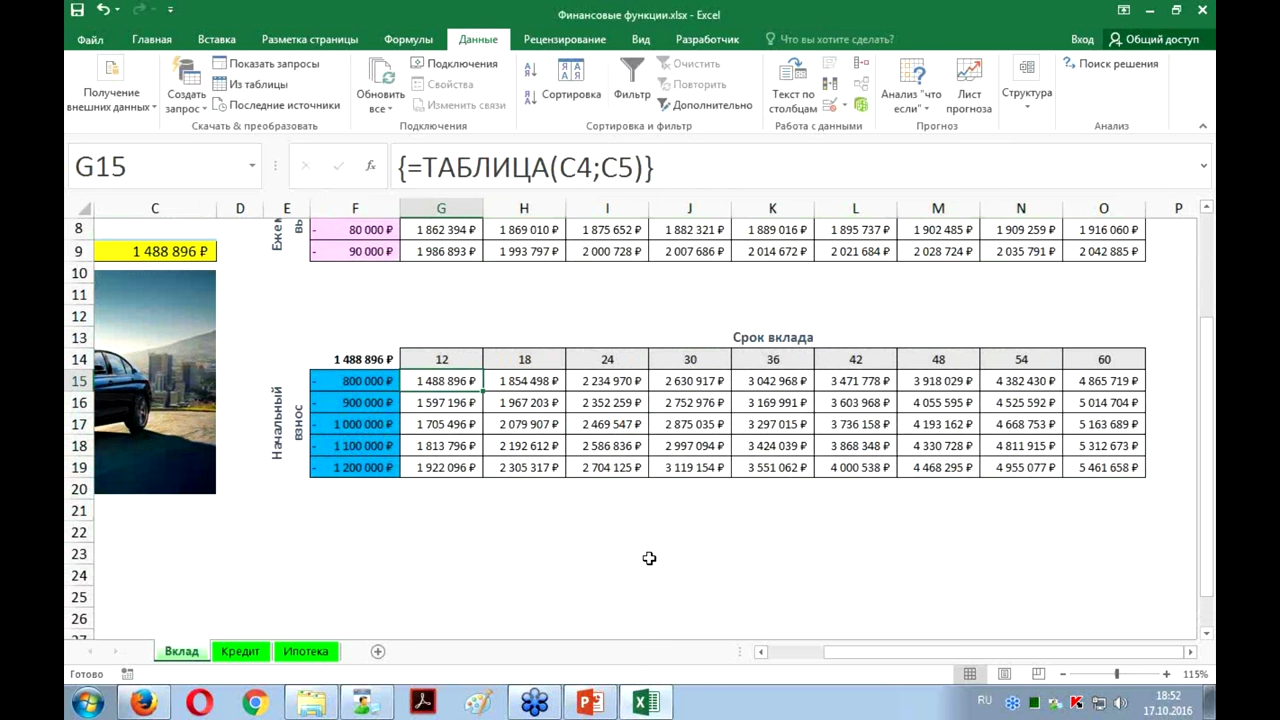 Финансовые функции.xlsx - Excel
Файл Главная Вставка Разметка страницы Формулы Данные Рецензирование Вид Разработчик Что вы хотите сделать? Вход Общий доступ
Получение внешних данных
Создать запрос
Показать запросы
Из таблицы
Последние источники
Скачать & преобразовать
Обновить все
Подключения
Свойства
Изменить связи
Подключения
Сортировка
Фильтр
Очистить
Повторить
Дополнительно
Сортировка и фильтр
Текст по столбцам
Работа с данными
Анализ "что если"
Лист прогноза
Прогноз
Структура
Поиск решения
Анализ
G15 fx {=ТАБЛИЦА(C4;C5)}
C D E F G H I J K L M N O P
8 - 80 000 ₽ 1 862 394 ₽ 1 869 010 ₽ 1 875 652 ₽ 1 882 321 ₽ 1 889 016 ₽ 1 895 737 ₽ 1 902 485 ₽ 1 909 259 ₽ 1 916 060 ₽
9 1 488 896 ₽ - 90 000 ₽ 1 986 893 ₽ 1 993 797 ₽ 2 000 728 ₽ 2 007 686 ₽ 2 014 672 ₽ 2 021 684 ₽ 2 028 724 ₽ 2 035 791 ₽ 2 042 885 ₽
10
11
12
13 Срок вклада
14 1 488 896 ₽ 12 18 24 30 36 42 48 54 60
Начальный
взнос
15 - 800 000 ₽ 1 488 896 ₽ 1 854 498 ₽ 2 234 970 ₽ 2 630 917 ₽ 3 042 968 ₽ 3 471 778 ₽ 3 918 029 ₽ 4 382 430 ₽ 4 865 719 ₽
16 - 900 000 ₽ 1 597 196 ₽ 1 967 203 ₽ 2 352 259 ₽ 2 752 976 ₽ 3 169 991 ₽ 3 603 968 ₽ 4 055 595 ₽ 4 525 592 ₽ 5 014 704 ₽
17 - 1 000 000 ₽ 1 705 496 ₽ 2 079 907 ₽ 2 469 547 ₽ 2 875 035 ₽ 3 297 015 ₽ 3 736 158 ₽ 4 193 162 ₽ 4 668 753 ₽ 5 163 689 ₽
18 - 1 100 000 ₽ 1 813 796 ₽ 2 192 612 ₽ 2 586 836 ₽ 2 997 094 ₽ 3 424 039 ₽ 3 868 348 ₽ 4 330 728 ₽ 4 811 915 ₽ 5 312 673 ₽
19 - 1 200 000 ₽ 1 922 096 ₽ 2 305 317 ₽ 2 704 125 ₽ 3 119 154 ₽ 3 551 062 ₽ 4 000 538 ₽ 4 468 295 ₽ 4 955 077 ₽ 5 461 658 ₽
20
21
22
23
24
25
26
Вклад Кредит Ипотека
Готово 115%
RU 18:52
17.10.2016